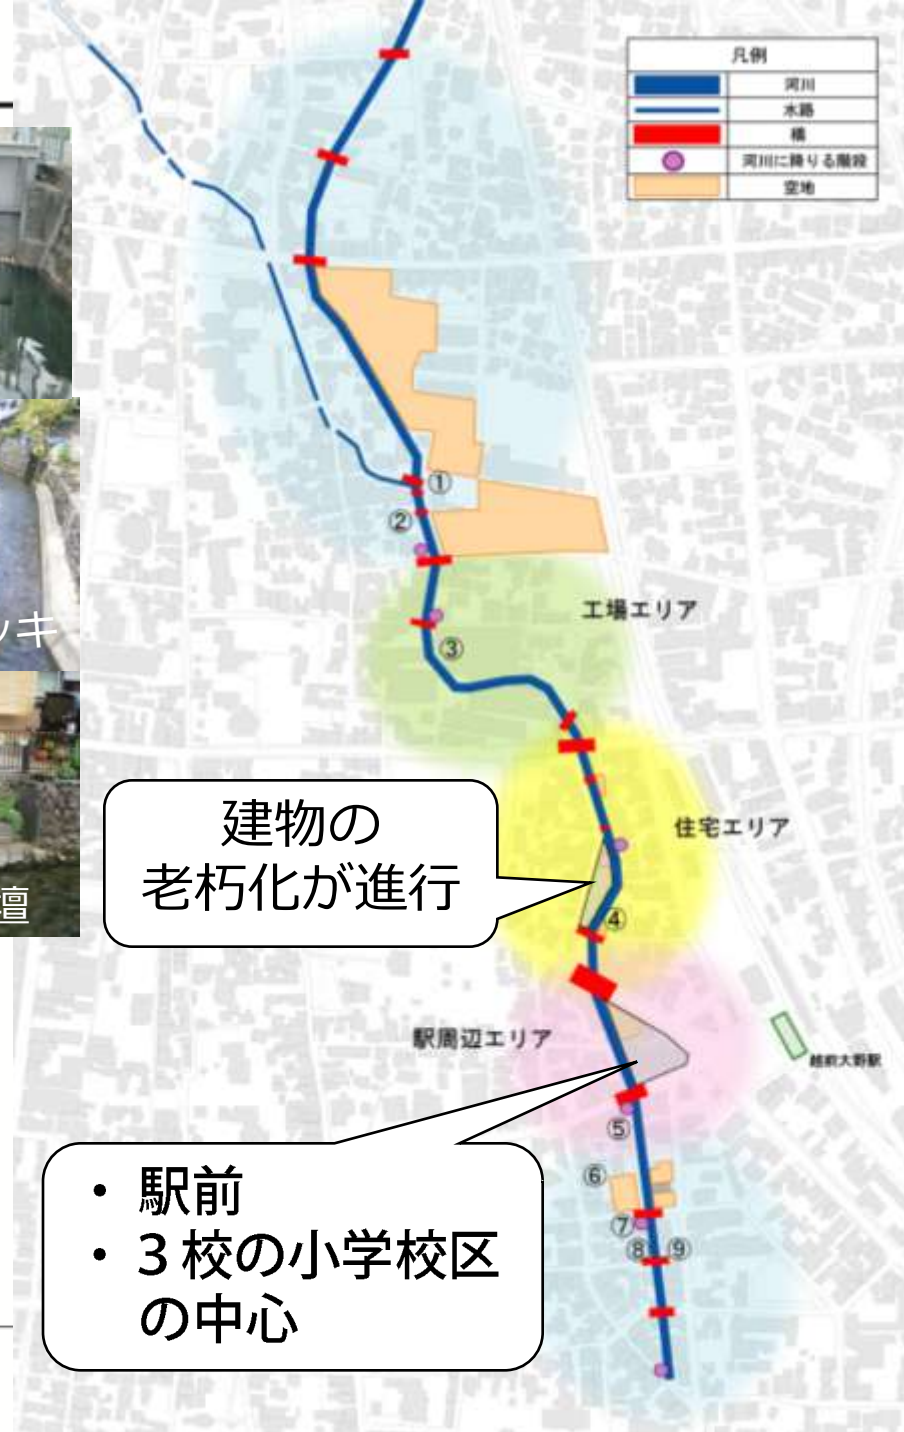 凡例
河川
水路
橋
河川に降りる階段
空地
①
②
ッキ
工場エリア
③
建物の
老朽化が進行
住宅エリア
壇
④
駅周辺エリア
越前大野駅
⑤
・ 駅前
・ 3校の小学校区
の中心
⑥
⑦
⑧ ⑨